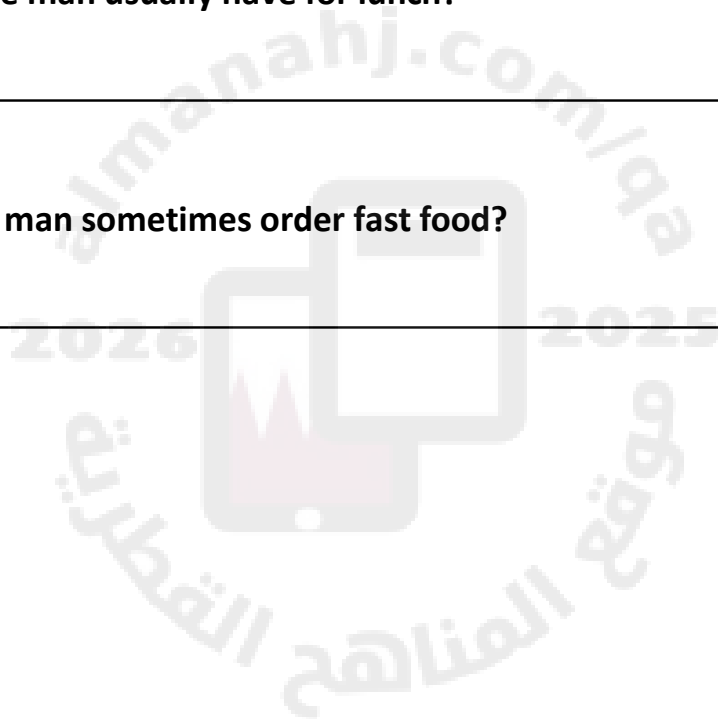 e man usually have for lunch?
almanahj.com/qa
man sometimes order fast food?
2026 2025
موقع المناهج القطرية